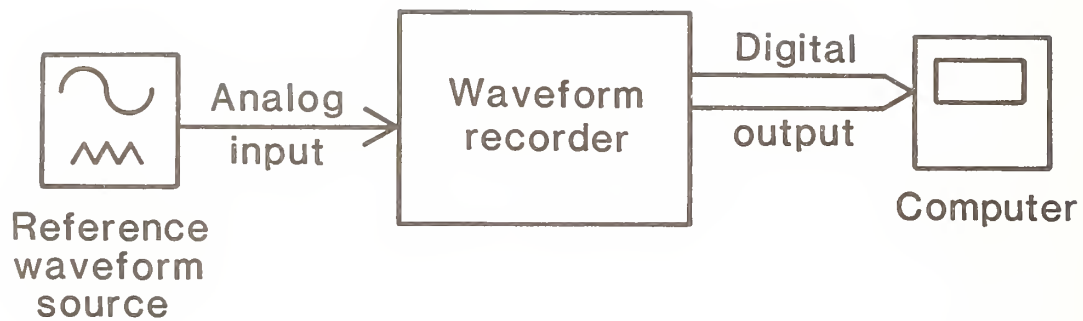 Reference
waveform
source
Analog
input
Waveform
recorder
Digital
output
Computer